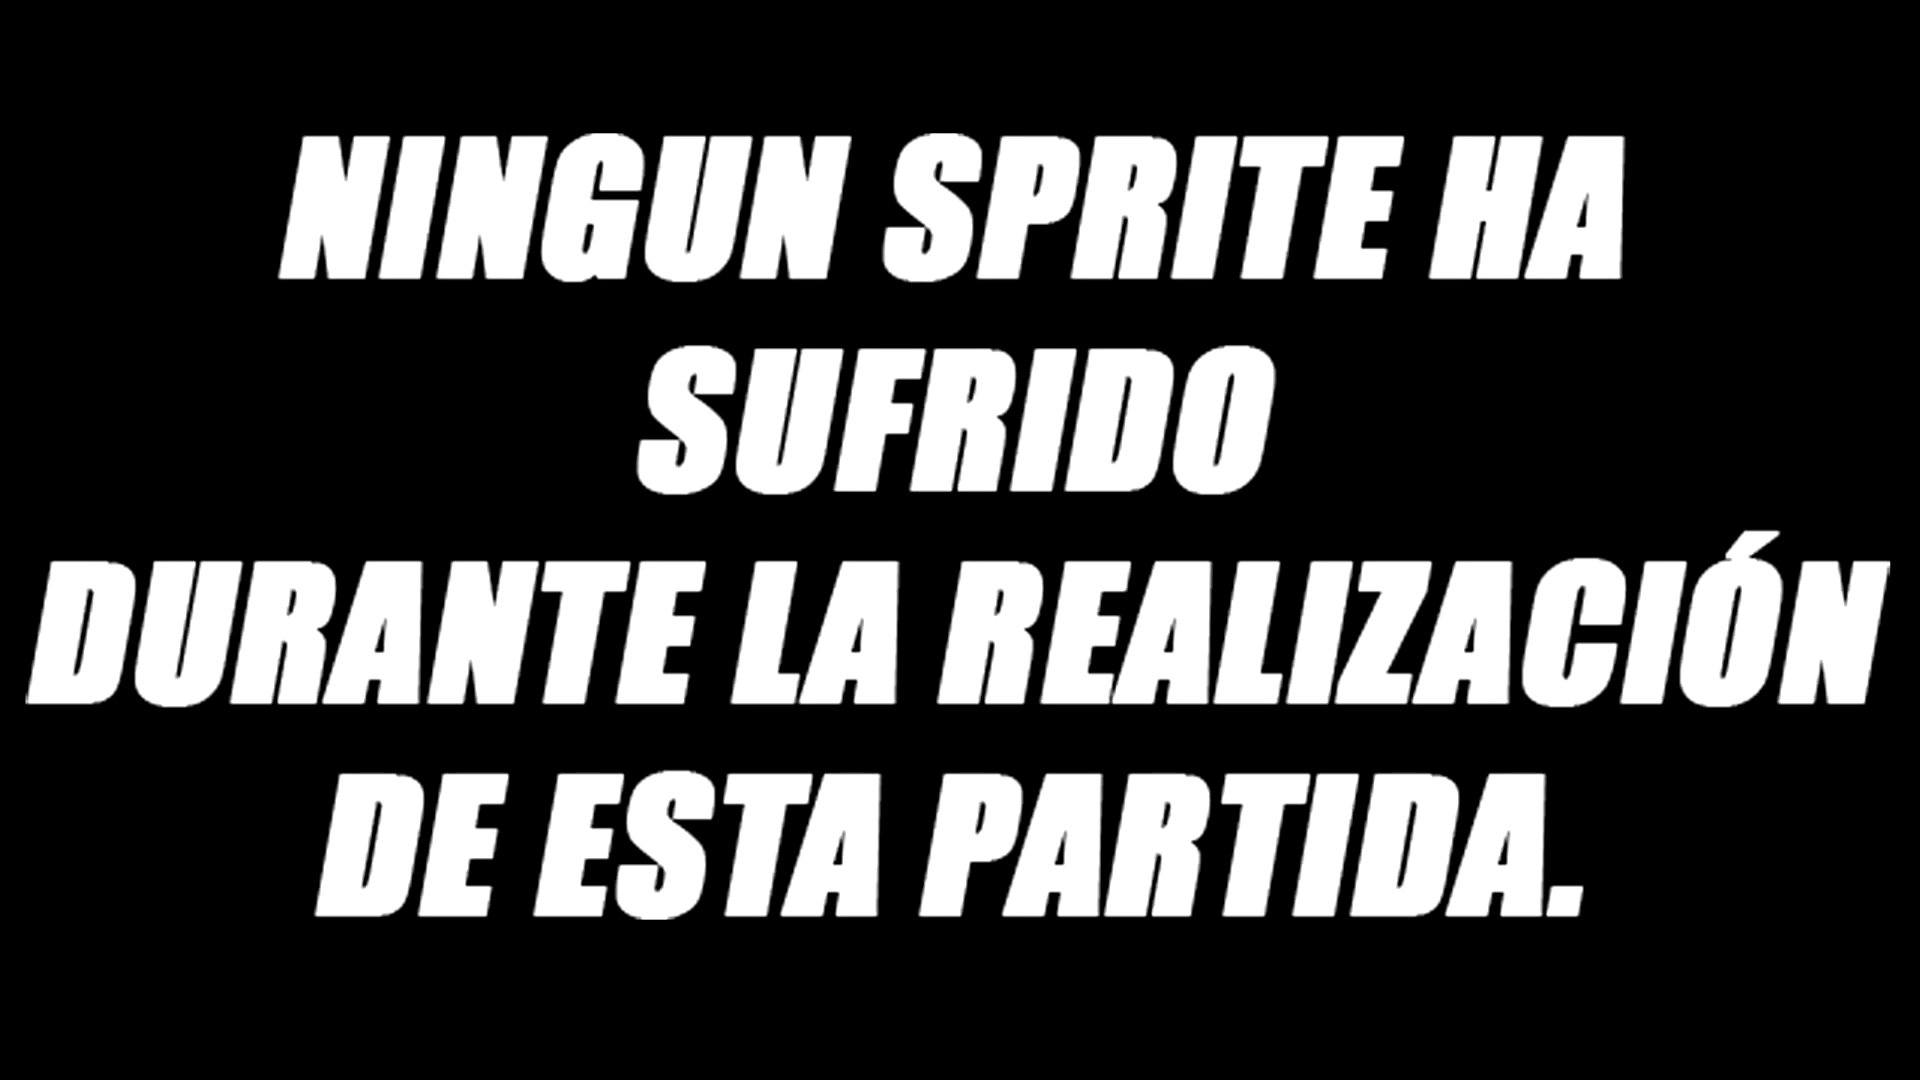 NINGUN SPRITE HA
SUFRIDO
DURANTE LA REALIZACIÓN
DE ESTA PARTIDA.